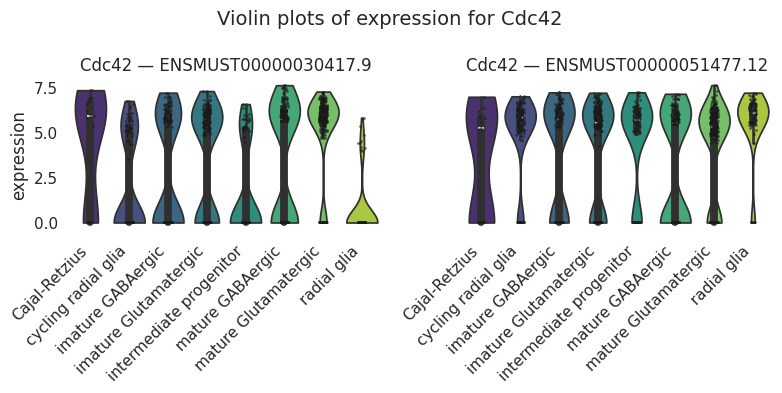 Violin plots of expression for Cdc42
Cdc42 — ENSMUST00000030417.9
Cdc42 — ENSMUST00000051477.12
expression
7.5
5.0
2.5
0.0
Cajal-Retzius
cycling radial glia
imature GABAergic
imature Glutamatergic
intermediate progenitor
mature GABAergic
mature Glutamatergic
radial glia
Cajal-Retzius
cycling radial glia
imature GABAergic
imature Glutamatergic
intermediate progenitor
mature GABAergic
mature Glutamatergic
radial glia